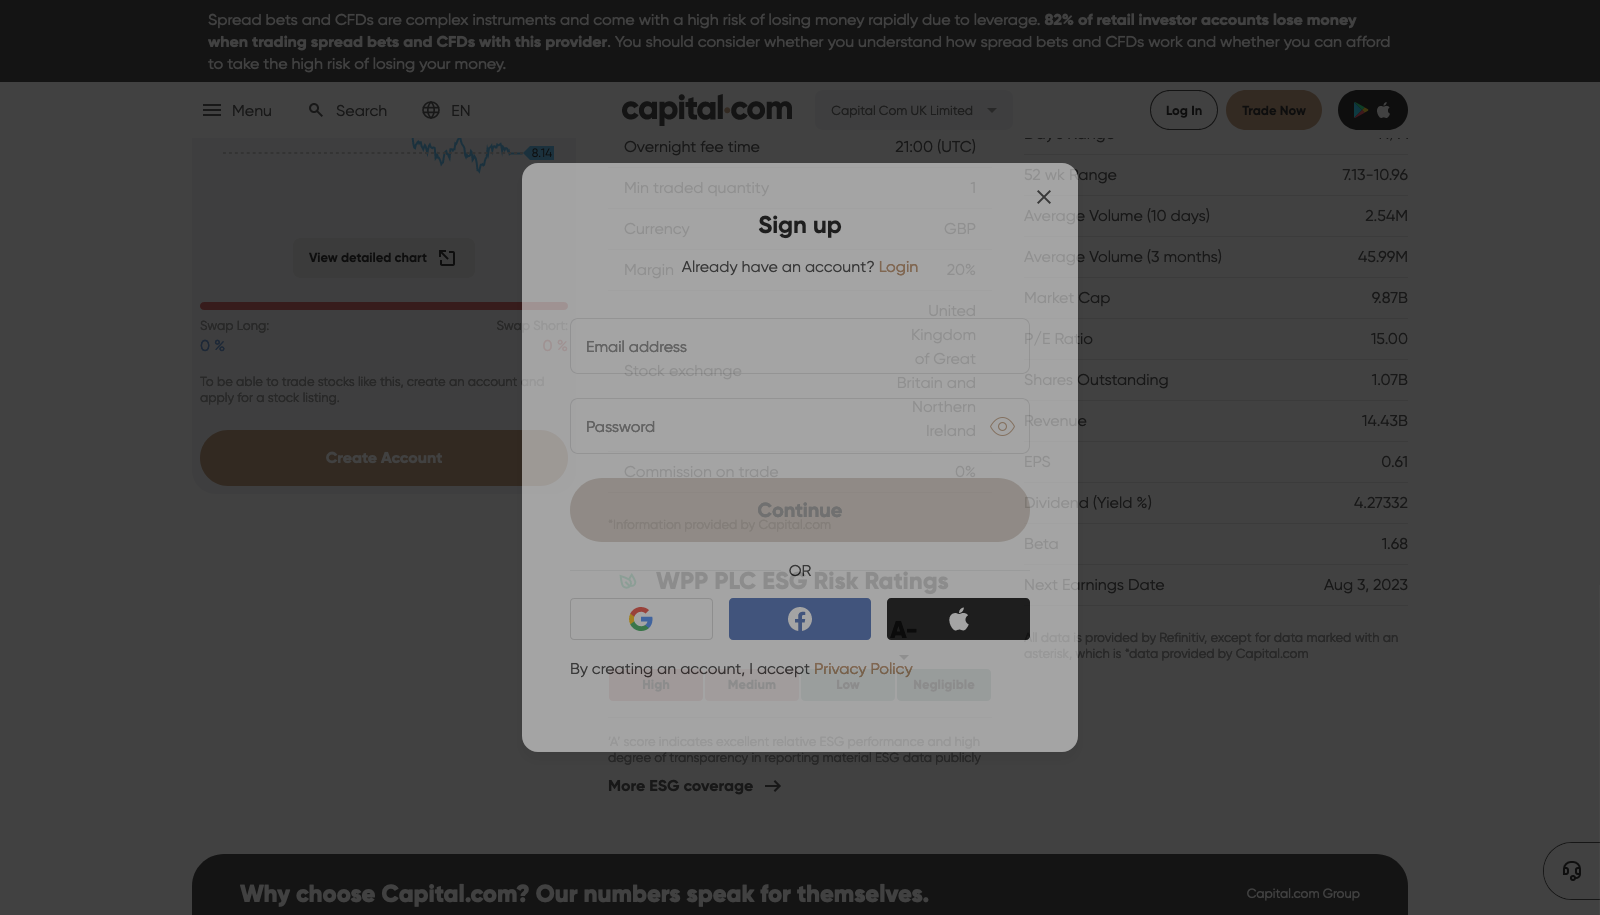 Spread bets and CFDs are complex instruments and come with a high risk of losing money rapidly due to leverage. 82% of retail investor accounts lose money
when trading spread bets and CFDs with this provider. You should consider whether you understand how spread bets and CFDs work and whether you can afford
to take the high risk of losing your money.
Menu
Search
EN
capital.com
Capital Com UK Limited
Log In
Trade Now
8.14
View detailed chart
Swap Long:
Swap Short:
0 %
0 %
To be able to trade stocks like this, create an account and
apply for a stock listing.
Create Account
Overnight fee time 21:00 (UTC)
Min traded quantity 1
Currency GBP
Margin 20%
Stock exchange
United
Kingdom
of Great
Britain and
Northern
Ireland
Commission on trade 0%
*Information provided by Capital.com
WPP PLC ESG Risk Ratings
A-
High
Medium
Low
Negligible
'A' score indicates excellent relative ESG performance and high
degree of transparency in reporting material ESG data publicly
More ESG coverage
Sign up
Already have an account? Login
Email address
Password
Continue
OR
By creating an account, I accept Privacy Policy
52 wk Range 7.13-10.96
Average Volume (10 days) 2.54M
Average Volume (3 months) 45.99M
Market Cap 9.87B
P/E Ratio 15.00
Shares Outstanding 1.07B
Revenue 14.43B
EPS 0.61
Dividend (Yield %) 4.27332
Beta 1.68
Next Earnings Date Aug 3, 2023
All data is provided by Refinitiv, except for data marked with an
asterisk, which is *data provided by Capital.com
Why choose Capital.com? Our numbers speak for themselves.
Capital.com Group